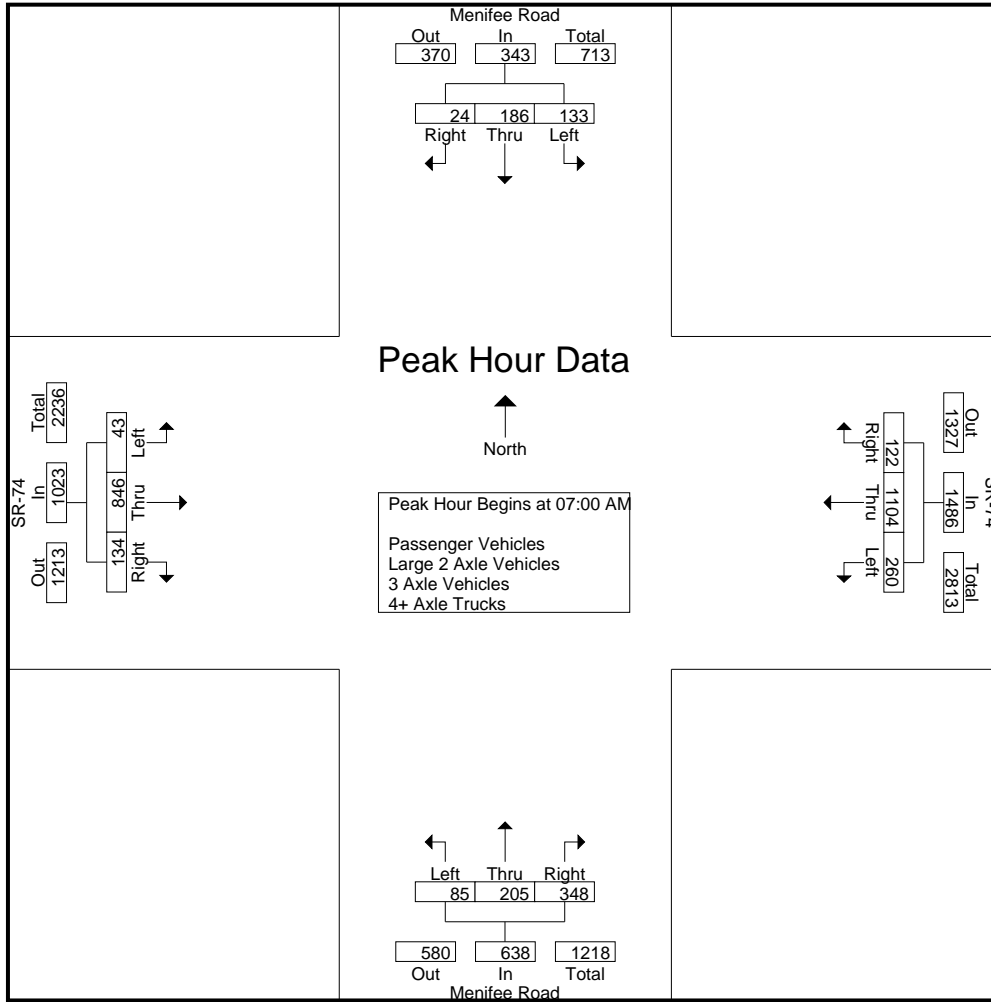 Menifee Road
Out In Total
370 343 713
24 186 133
Right Thru Left
Peak Hour Data
North
Peak Hour Begins at 07:00 AM
Passenger Vehicles
Large 2 Axle Vehicles
3 Axle Vehicles
4+ Axle Trucks
SR-74
Out In Total
1213 1023 2236
43 846 134
Left Thru Right
SR-74
Out In Total
1327 1486 2813
122 1104 260
Right Thru Left
Left Thru Right
85 205 348
580 638 1218
Out In Total
Menifee Road